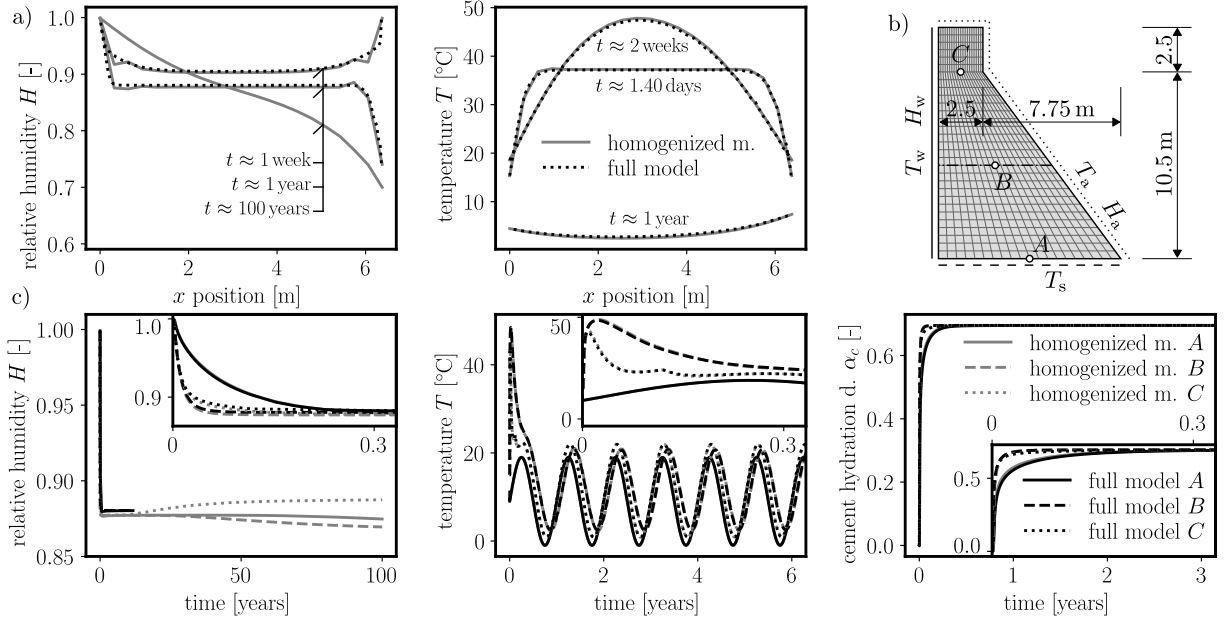 a)
relative humidity H [-]
1.0
0.9
0.8
0.7
0.6
t ≈ 1 week
t ≈ 1 year
t ≈ 100 years
0
2
4
6
x position [m]
temperature T [°C]
50
40
30
20
10
t ≈ 2 weeks
t ≈ 1.40 days
homogenized m.
full model
t ≈ 1 year
0
2
4
6
x position [m]
b)
C
2.5
H_w
2.5
7.75 m
T_w
B
T_a
H_a
10.5 m
A
T_s
c)
relative humidity H [-]
1.00
0.95
0.90
0.85
1.0
0.9
0
0.3
0
50
100
time [years]
temperature T [°C]
40
20
0
50
0
0
0.3
0
2
4
6
time [years]
cement hydration d. α_c [-]
0.6
0.4
0.2
0.0
homogenized m. A
homogenized m. B
homogenized m. C
0
0.3
0.5
0.0
full model A
full model B
full model C
0
1
2
3
time [years]